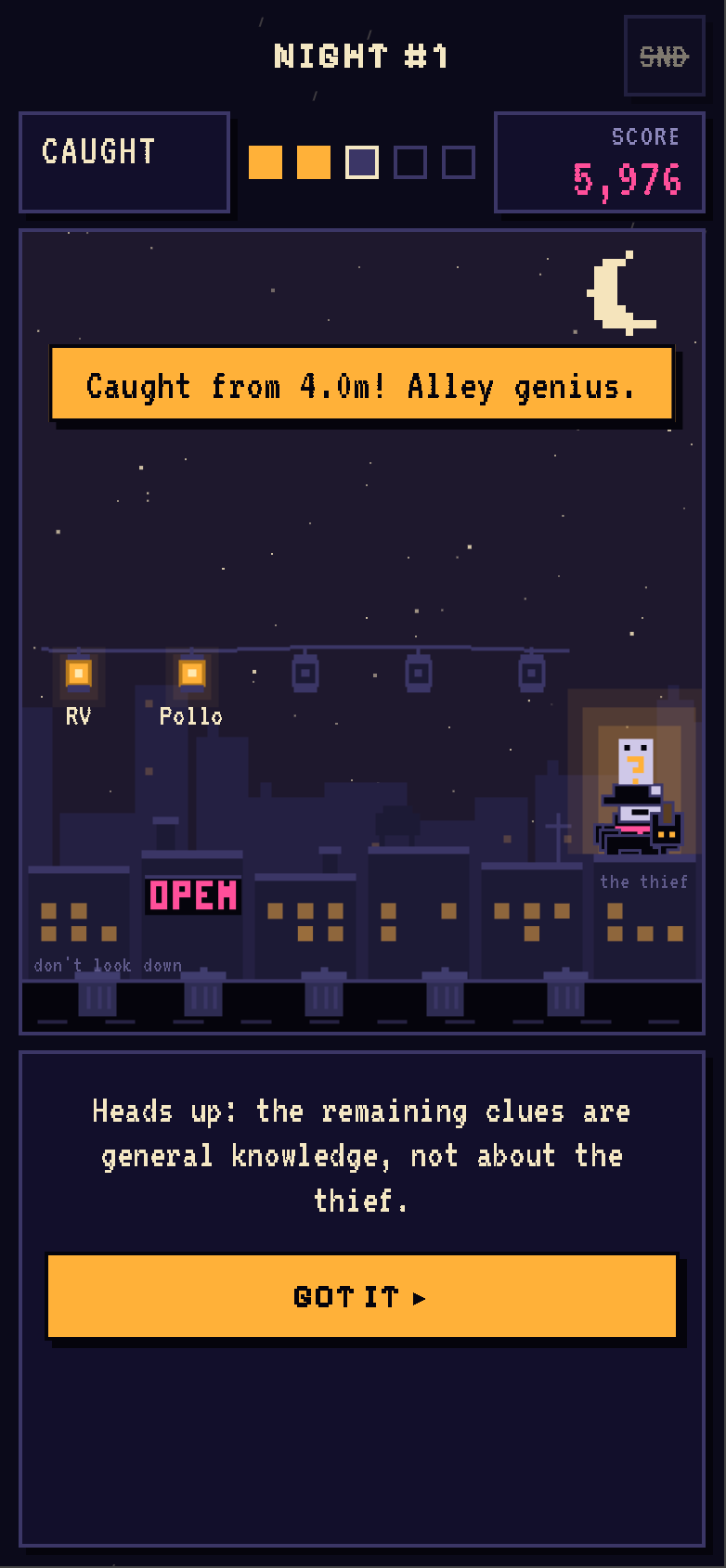 NIGHT #1
SND
CAUGHT
SCORE
5,976
Caught from 4.0m! Alley genius.
RV
Pollo
the thief
OPEN
don't look down
Heads up: the remaining clues are
general knowledge, not about the
thief.
GOT IT ▸